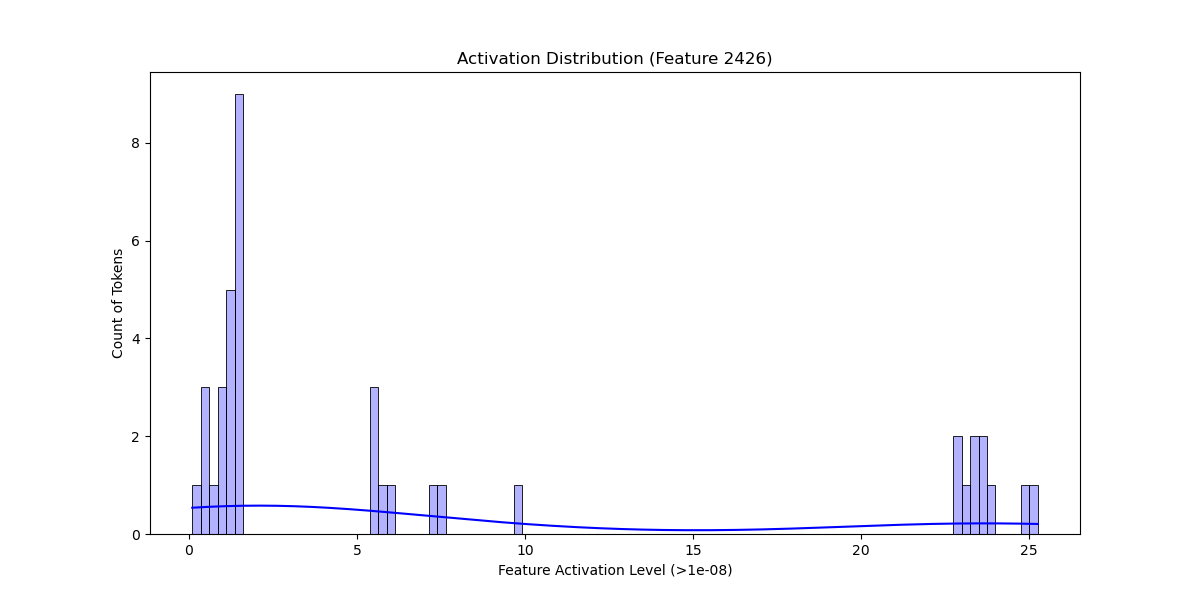 Activation Distribution (Feature 2426)
Count of Tokens
8
6
4
2
0
0 5 10 15 20 25
Feature Activation Level (>1e-08)